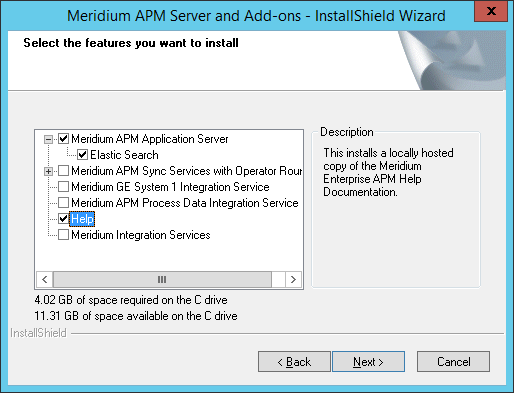 Meridium APM Server and Add-ons - InstallShield Wizard
X
Select the features you want to install
Meridium APM Application Server
Elastic Search
Meridium APM Sync Services with Operator Roun
Meridium GE System 1 Integration Service
Meridium APM Process Data Integration Service
Help
Meridium Integration Services
Description
This installs a locally hosted
copy of the Meridium
Enterprise APM Help
Documentation.
4.02 GB of space required on the C drive
11.31 GB of space available on the C drive
InstallShield
< Back
Next >
Cancel